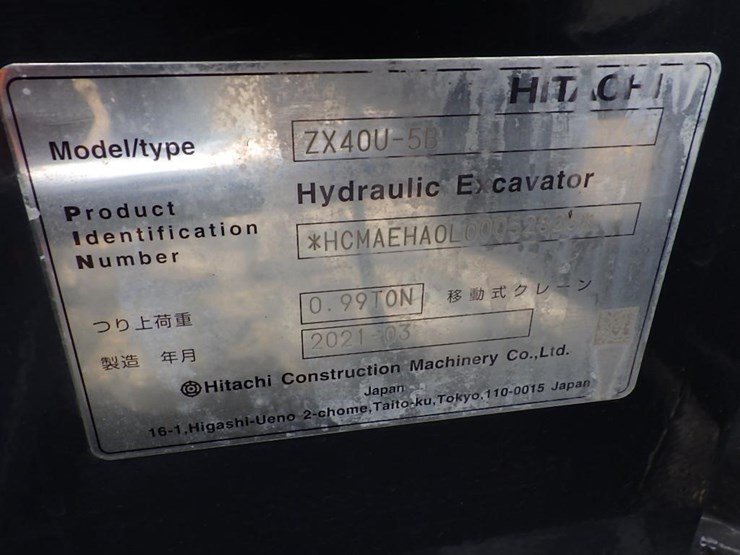 HITACHI
Model/type ZX40U-5B
Hydraulic Excavator
Product
Identification
Number
つり上荷重 0.99TON 移動式クレーン
製造 年月 2021-03
Hitachi Construction Machinery Co.,Ltd.
Japan
16-1,Higashi-Ueno 2-chome,Taito-ku,Tokyo,110-0015 Japan